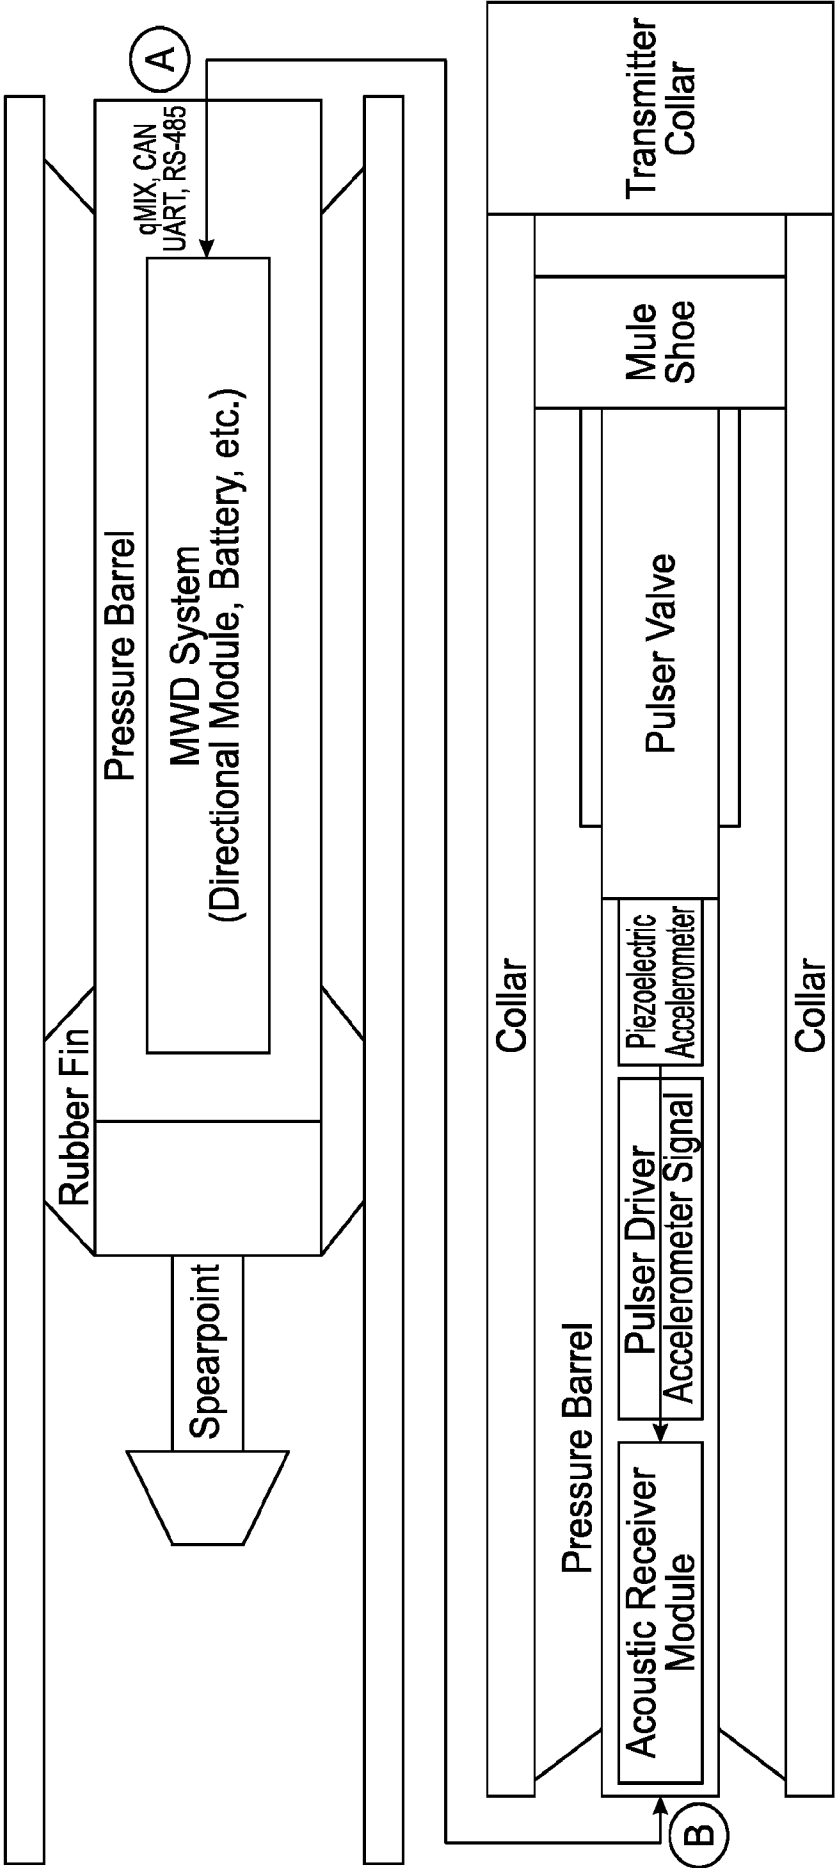 Spearpoint
Rubber Fin
Pressure Barrel
MWD System
(Directional Module, Battery, etc.)
qMIX, CAN
UART, RS-485
A
B
Pressure Barrel
Acoustic Receiver
Module
Pulser Driver
Accelerometer Signal
Collar
Piezoelectric
Accelerometer
Collar
Pulser Valve
Mule
Shoe
Transmitter
Collar